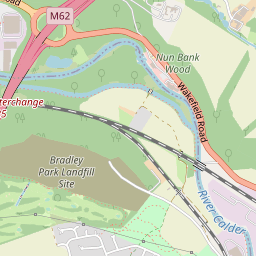 M62
Nun Bank
Wood
Wakefield Road
terchange
5
Bradley
Park Landfill
Site
River Calder